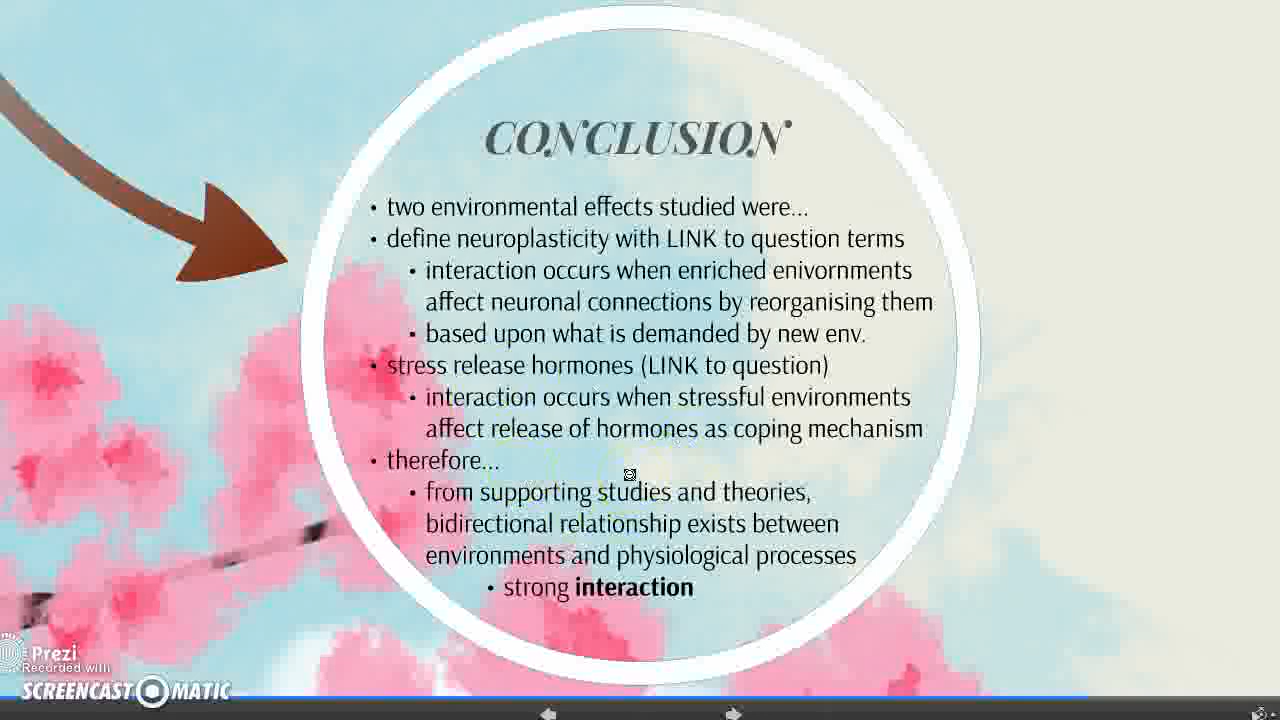 CONCLUSION
• two environmental effects studied were...
• define neuroplasticity with LINK to question terms
• interaction occurs when enriched enivornments
affect neuronal connections by reorganising them
• based upon what is demanded by new env.
• stress release hormones (LINK to question)
• interaction occurs when stressful environments
affect release of hormones as coping mechanism
• therefore...
• from supporting studies and theories,
bidirectional relationship exists between
environments and physiological processes
• strong interaction
Prezi
Recorded with
SCREENCAST-O-MATIC